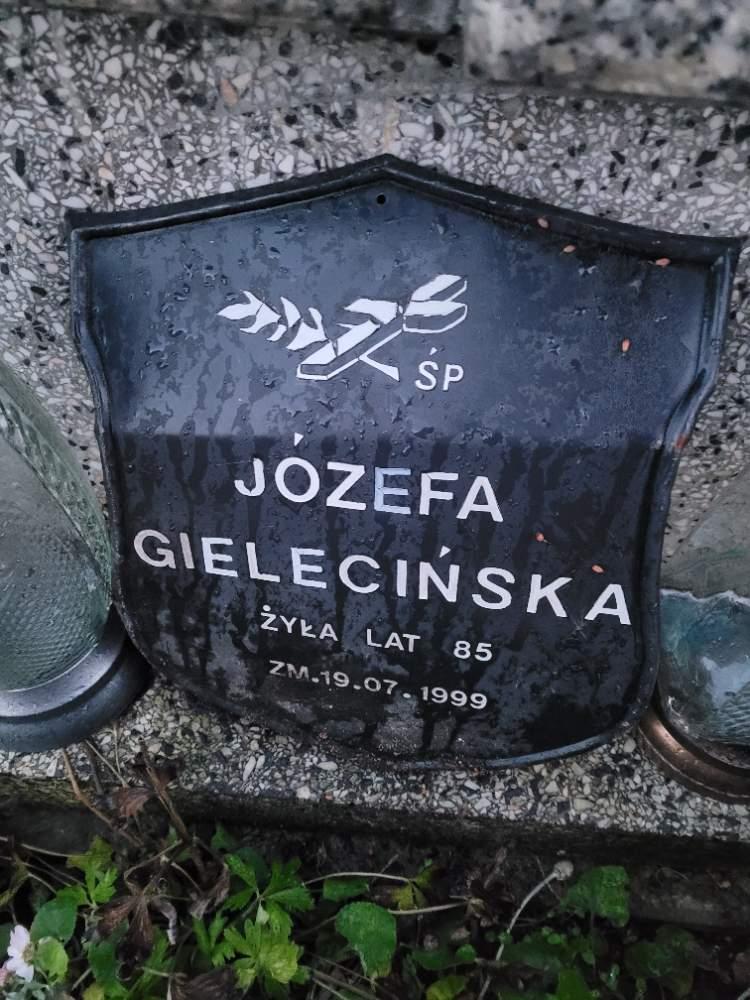 ŚP
JÓZEFA
GIELECIŃSKA
ŻYŁA LAT 85
ZM.19.07.1999